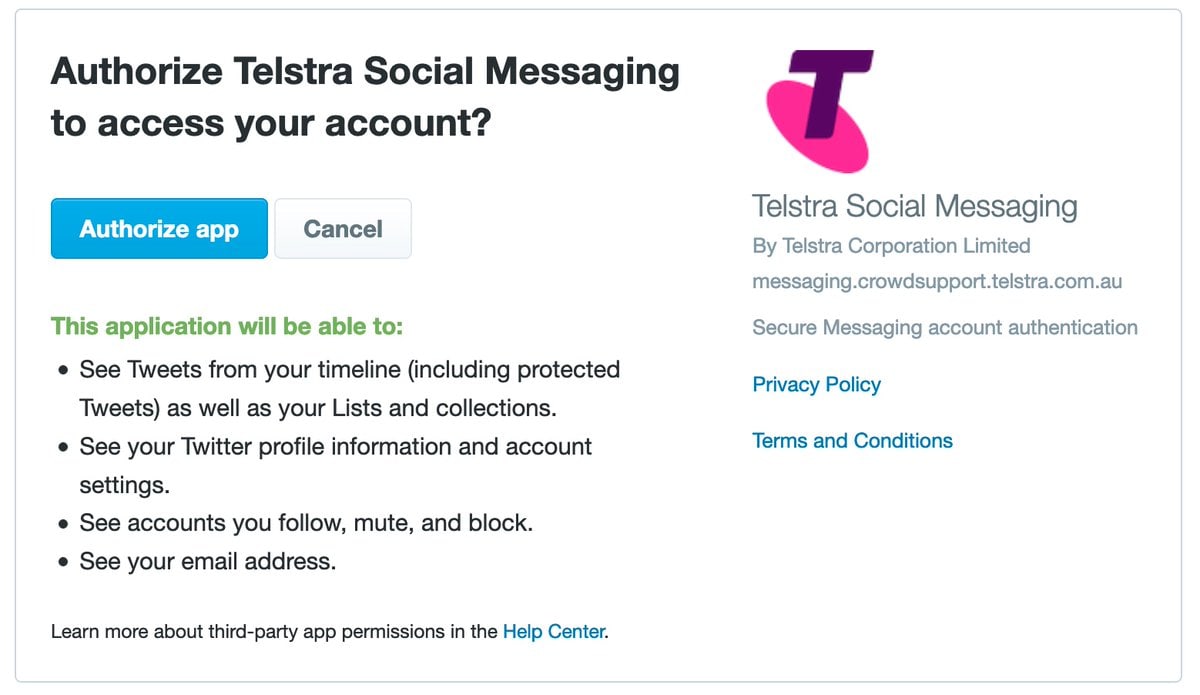 Authorize Telstra Social Messaging
to access your account?
Authorize app
Cancel
This application will be able to:
• See Tweets from your timeline (including protected
Tweets) as well as your Lists and collections.
• See your Twitter profile information and account
settings.
• See accounts you follow, mute, and block.
• See your email address.
Learn more about third-party app permissions in the Help Center.
T
Telstra Social Messaging
By Telstra Corporation Limited
messaging.crowdsupport.telstra.com.au
Secure Messaging account authentication
Privacy Policy
Terms and Conditions